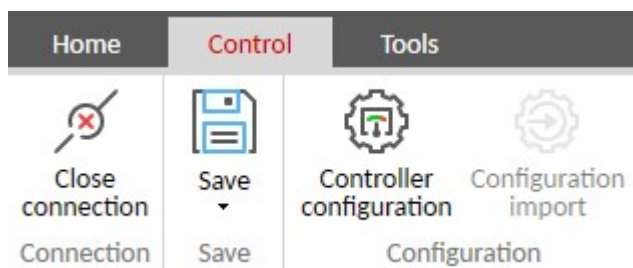 Home Control Tools
Close connection
Save
Controller configuration
Configuration import
Connection Save Configuration